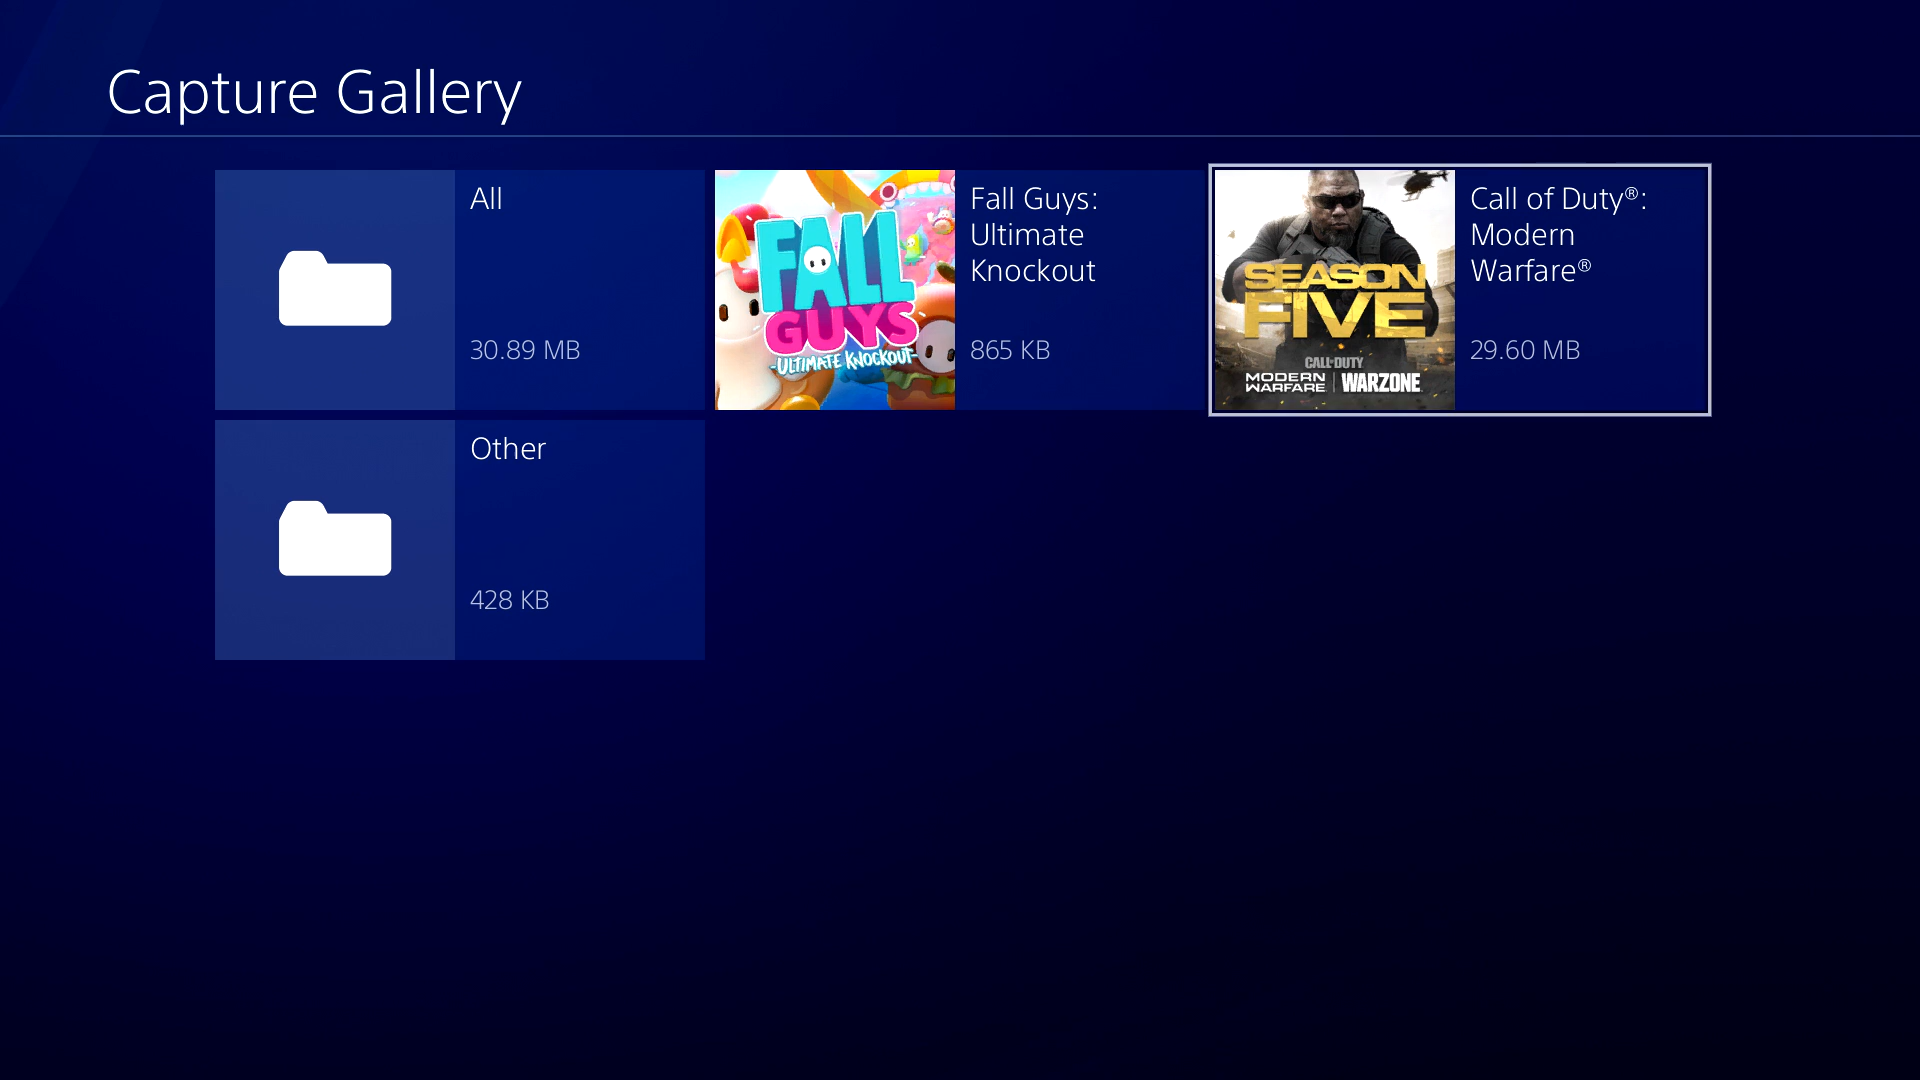 Capture Gallery
All
30.89 MB
FALL
GUYS
-ULTIMATE KNOCKOUT-
Fall Guys:
Ultimate
Knockout
865 KB
SEASON
FIVE
CALL OF DUTY
MODERN
WARFARE
WARZONE
Call of Duty®:
Modern
Warfare®
29.60 MB
Other
428 KB